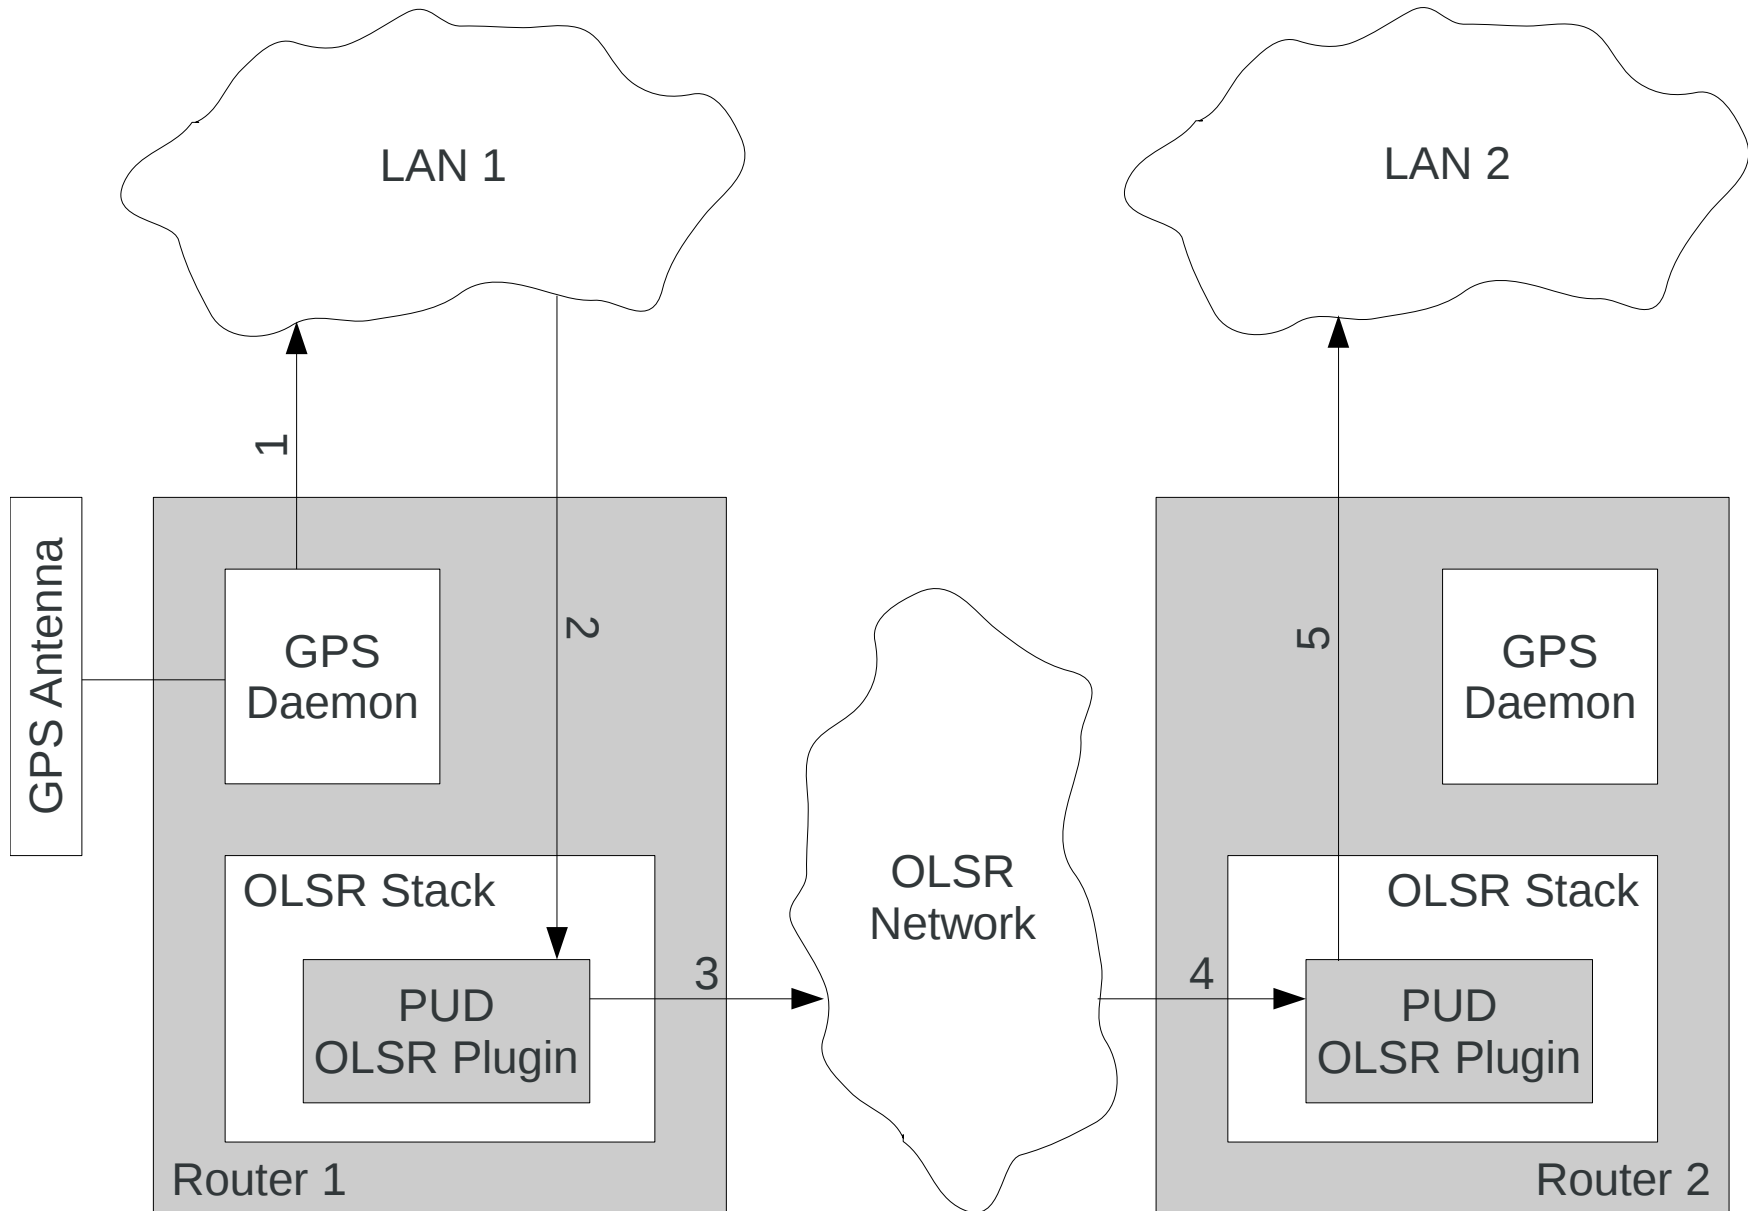 LAN 1
LAN 2
1
2
5
GPS Antenna
GPS
Daemon
GPS
Daemon
OLSR Stack
OLSR
Network
OLSR Stack
3
4
PUD
OLSR Plugin
PUD
OLSR Plugin
Router 1
Router 2